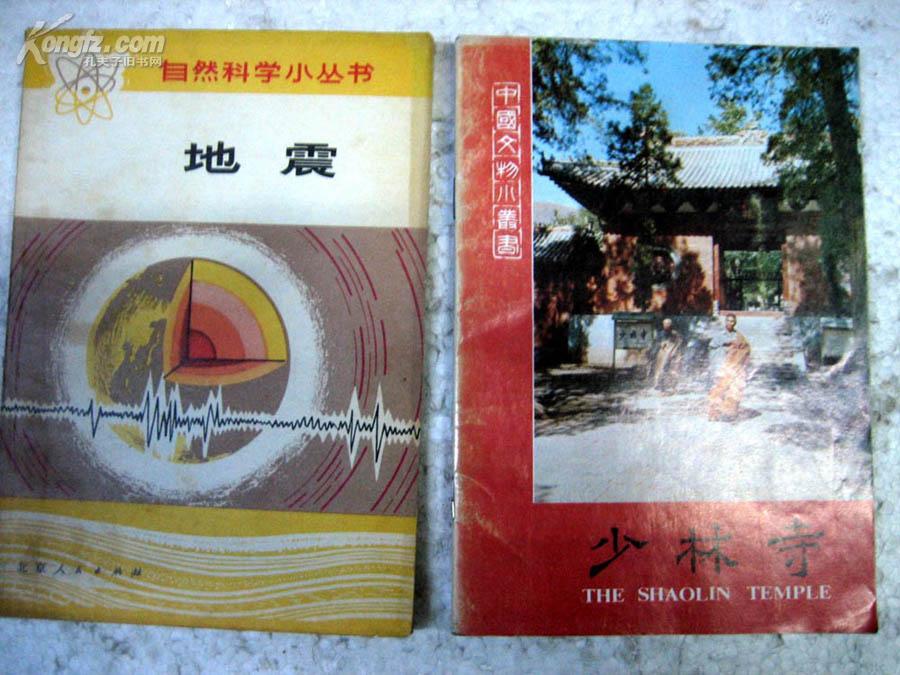 Kongfz.com
孔夫子旧书网
自然科学小丛书
地震
北京人民出版社
中國文物小叢書
少林寺
THE SHAOLIN TEMPLE